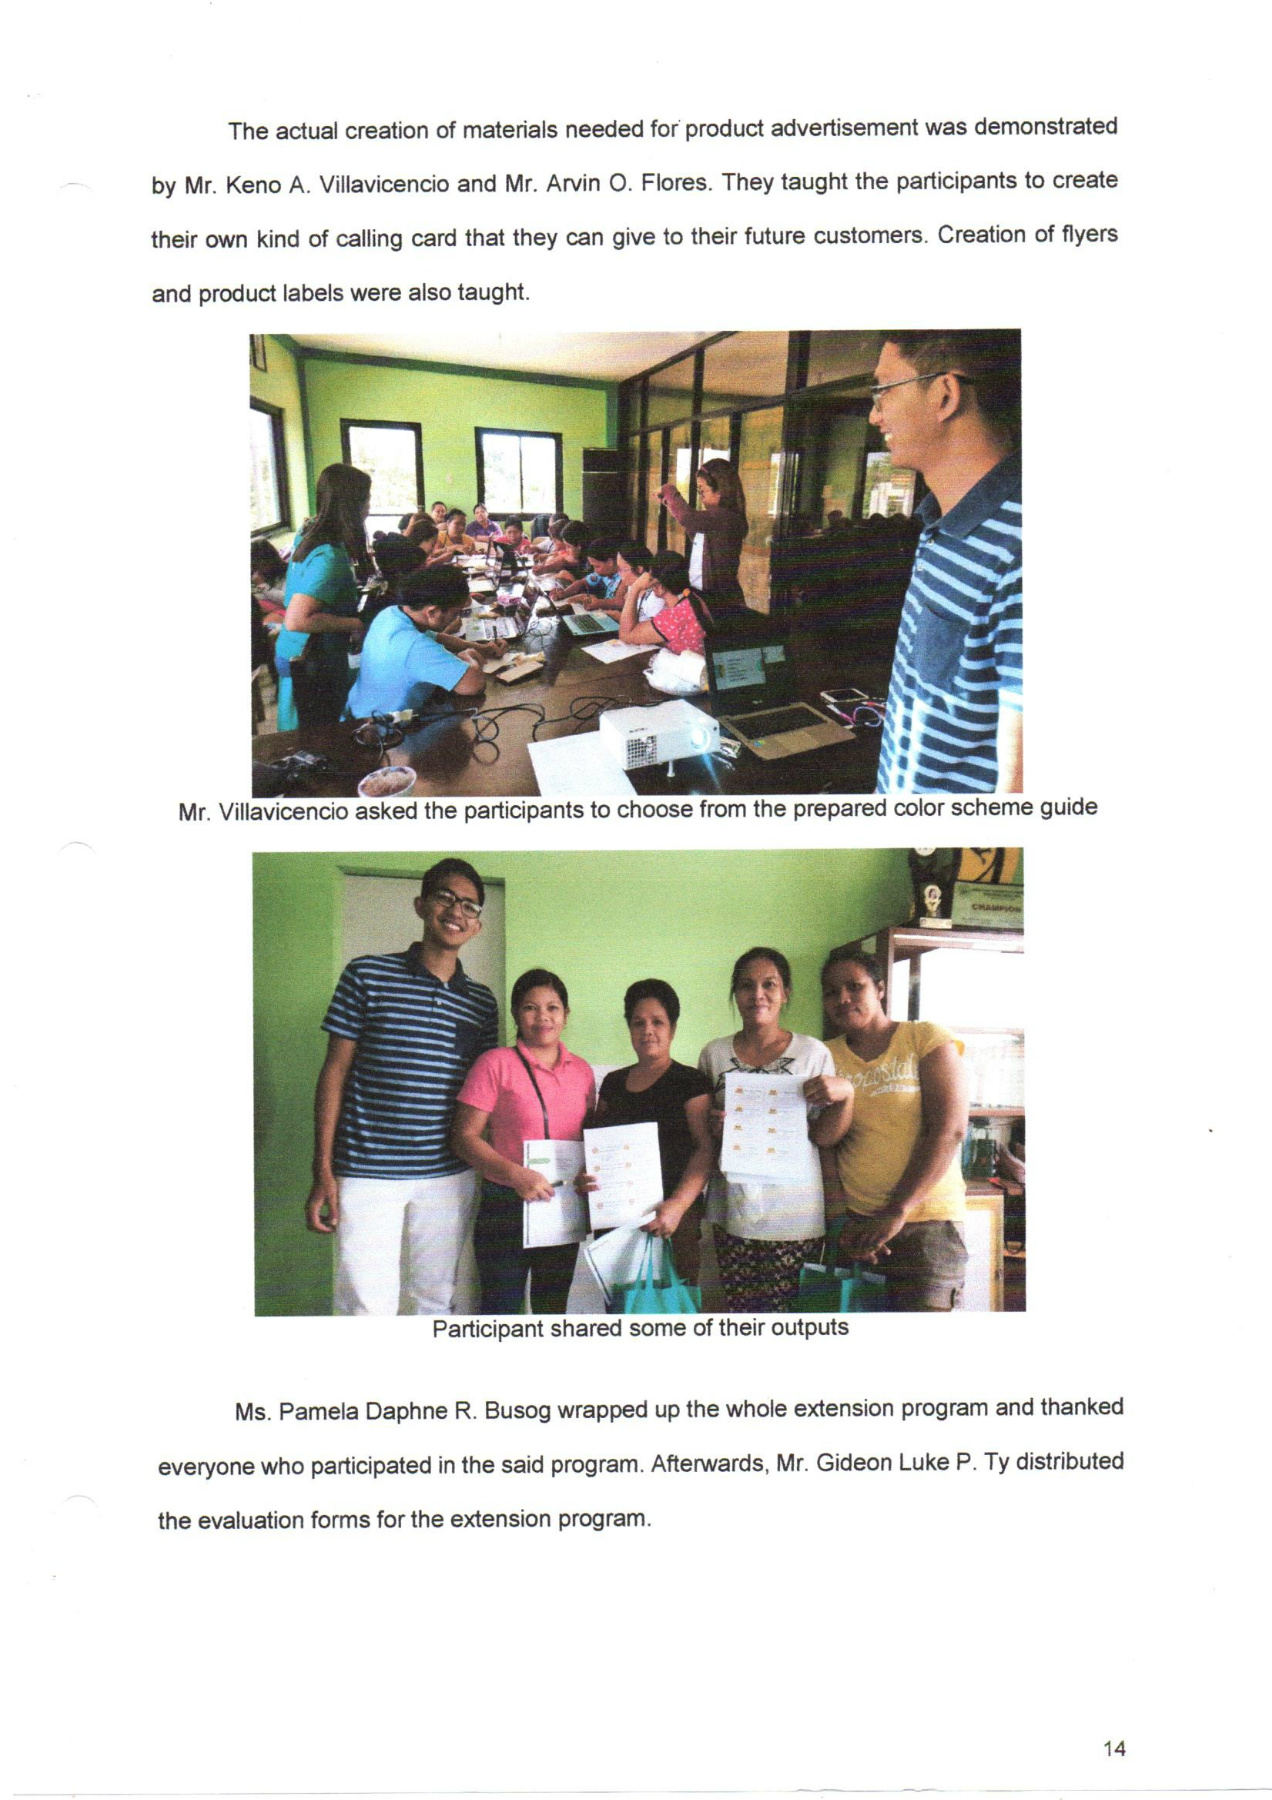 The actual creation of materials needed for product advertisement was demonstrated
by Mr. Keno A. Villavicencio and Mr. Arvin O. Flores. They taught the participants to create
their own kind of calling card that they can give to their future customers. Creation of flyers
and product labels were also taught.
Mr. Villavicencio asked the participants to choose from the prepared color scheme guide
CHAMPION
Participant shared some of their outputs
Ms. Pamela Daphne R. Busog wrapped up the whole extension program and thanked
everyone who participated in the said program. Afterwards, Mr. Gideon Luke P. Ty distributed
the evaluation forms for the extension program.
14